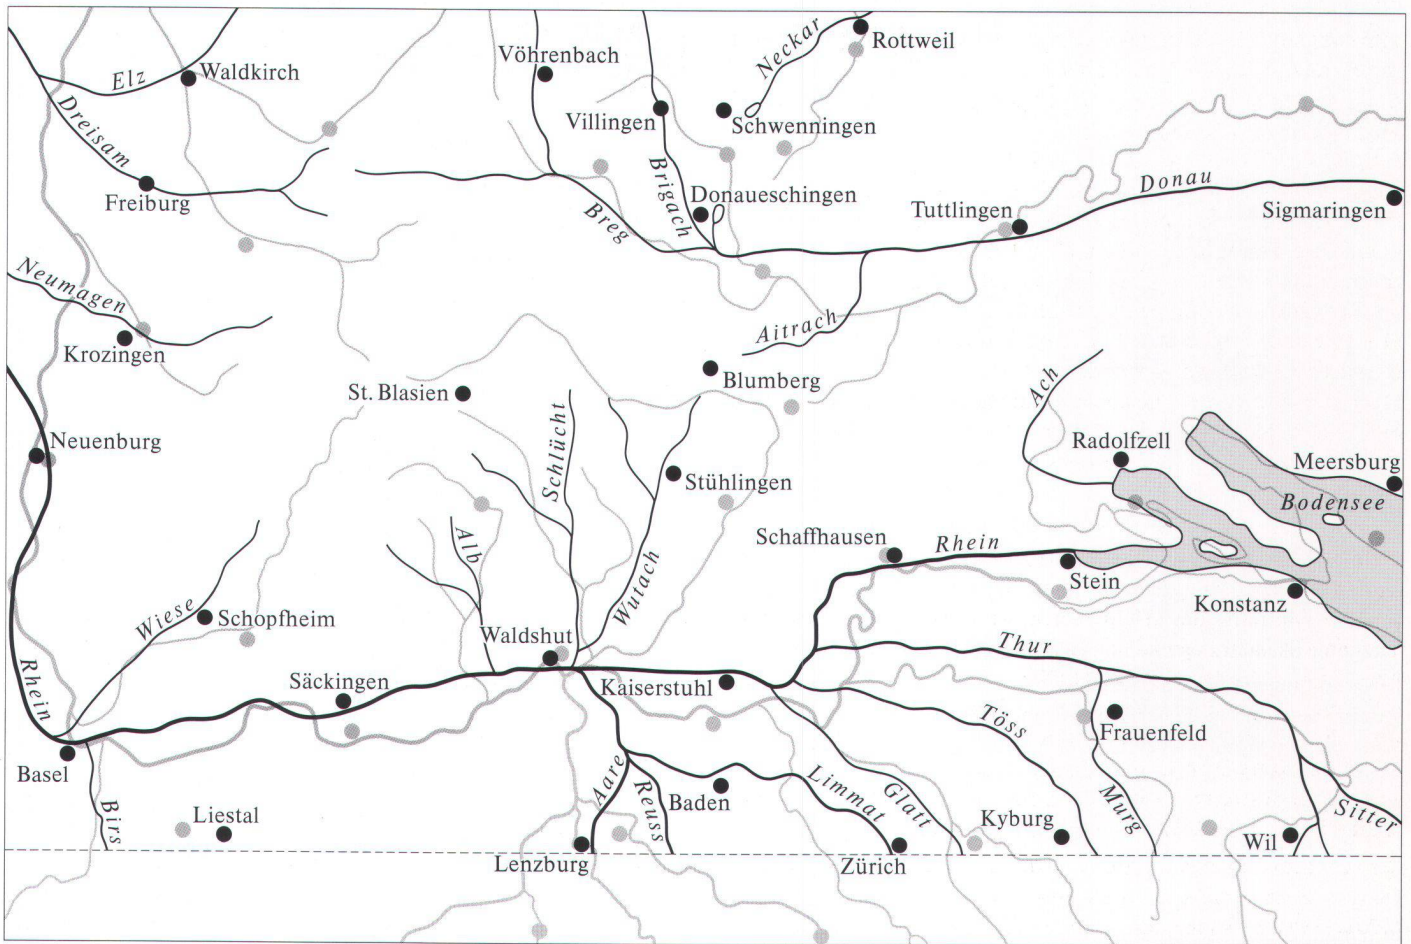 Neckar
Rottweil
Vöhrenbach
Elz
Waldkirch
Dreisam
Villingen
Schwenningen
Freiburg
Brigach
Donaueschingen
Donau
Breg
Tuttlingen
Sigmaringen
Neumagen
Krozingen
Aitrach
St. Blasien
Blumberg
Ach
Schlücht
Neuenburg
Radolfzell
Meersburg
Stühlingen
Bodensee
Alb
Schaffhausen
Rhein
Stein
Wutach
Konstanz
Wiese
Schopfheim
Waldshut
Thur
Rhein
Säckingen
Kaiserstuhl
Töss
Frauenfeld
Basel
Aare
Reuss
Baden
Limmat
Glatt
Murg
Sitter
Birs
Liestal
Kyburg
Wil
Lenzburg
Zürich